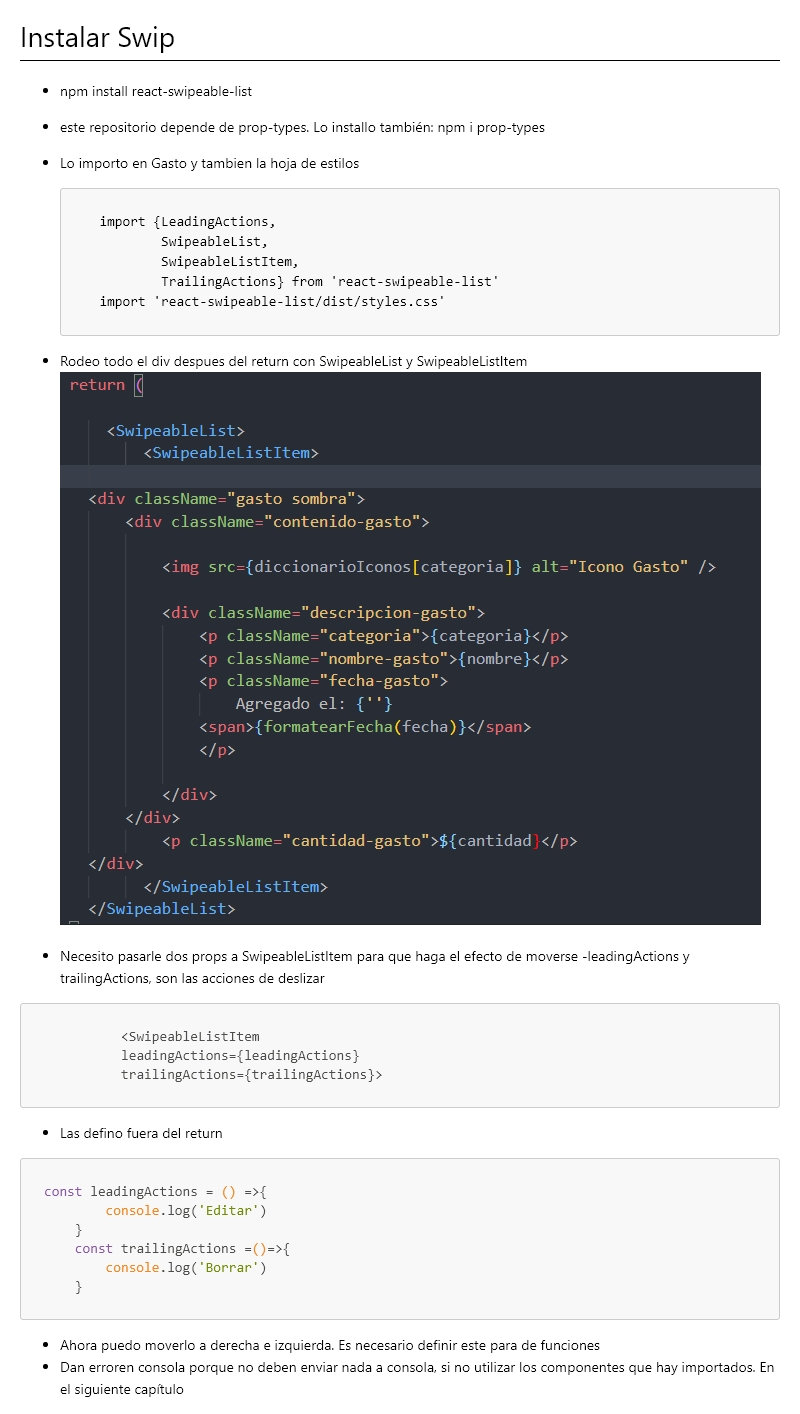 Instalar Swip
npm install react-swipeable-list
este repositorio depende de prop-types. Lo installo también: npm i prop-types
Lo importo en Gasto y tambien la hoja de estilos
import {LeadingActions,
SwipeableList,
SwipeableListItem,
TrailingActions} from 'react-swipeable-list'
import 'react-swipeable-list/dist/styles.css'
Rodeo todo el div despues del return con SwipeableList y SwipeableListItem
return (
<SwipeableList>
<SwipeableListItem>
<div className="gasto sombra">
<div className="contenido-gasto">
<img src={diccionarioIconos[categoria]} alt="Icono Gasto" />
<div className="descripcion-gasto">
<p className="categoria">{categoria}</p>
<p className="nombre-gasto">{nombre}</p>
<p className="fecha-gasto">
Agregado el: {''}
<span>{formatearFecha(fecha)}</span>
</p>
</div>
</div>
<p className="cantidad-gasto">${cantidad}</p>
</div>
</SwipeableListItem>
</SwipeableList>
Necesito pasarle dos props a SwipeableListItem para que haga el efecto de moverse -leadingActions y
trailingActions, son las acciones de deslizar
<SwipeableListItem
leadingActions={leadingActions}
trailingActions={trailingActions}>
Las defino fuera del return
const leadingActions = () =>{
console.log('Editar')
}
const trailingActions =()=>{
console.log('Borrar')
}
Ahora puedo moverlo a derecha e izquierda. Es necesario definir este para de funciones
Dan erroren consola porque no deben enviar nada a consola, si no utilizar los componentes que hay importados. En
el siguiente capítulo